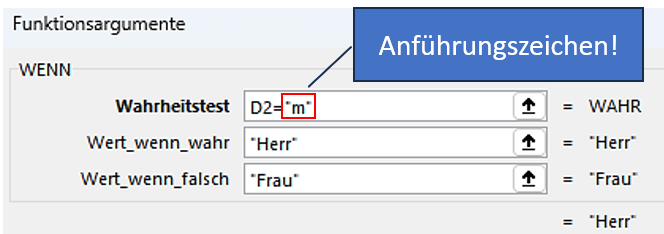 Funktionsargumente
Anführungszeichen!
WENN
Wahrheitstest D2="m" = WAHR
Wert_wenn_wahr "Herr" = "Herr"
Wert_wenn_falsch "Frau" = "Frau"
= "Herr"